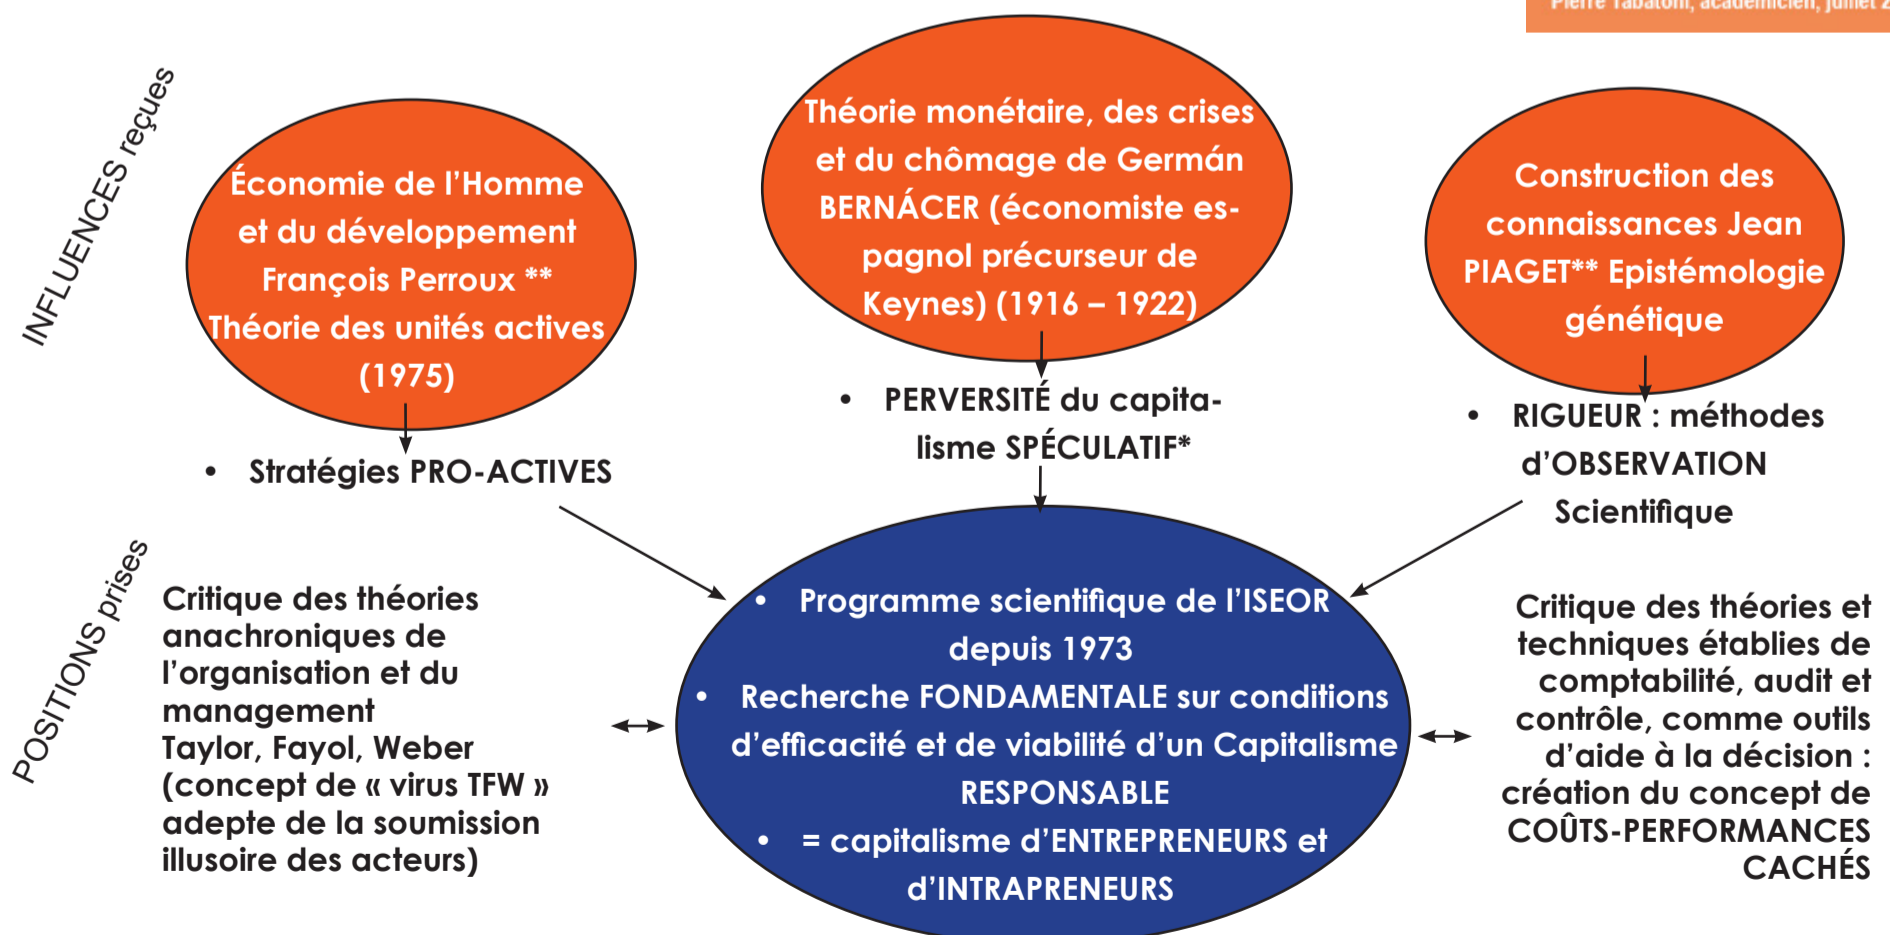 Pierre Tabatoni, académicien, juillet
INFLUENCES reçues
Économie de l’Homme
et du développement
François Perroux **
Théorie des unités actives
(1975)
Théorie monétaire, des crises
et du chômage de Germán
BERNÁCER (économiste es-
pagnol précurseur de
Keynes) (1916 – 1922)
Construction des
connaissances Jean
PIAGET** Epistémologie
génétique
• Stratégies PRO-ACTIVES
• PERVERSITÉ du capita-
lisme SPÉCULATIF*
• RIGUEUR : méthodes
d’OBSERVATION
Scientifique
POSITIONS prises
Critique des théories
anachroniques de
l’organisation et du
management
Taylor, Fayol, Weber
(concept de « virus TFW »
adepte de la soumission
illusoire des acteurs)
• Programme scientifique de l’ISEOR
depuis 1973
• Recherche FONDAMENTALE sur conditions
d’efficacité et de viabilité d’un Capitalisme
RESPONSABLE
• = capitalisme d’ENTREPRENEURS et
d’INTRAPRENEURS
Critique des théories et
techniques établies de
comptabilité, audit et
contrôle, comme outils
d’aide à la décision :
création du concept de
COÛTS-PERFORMANCES
CACHÉS